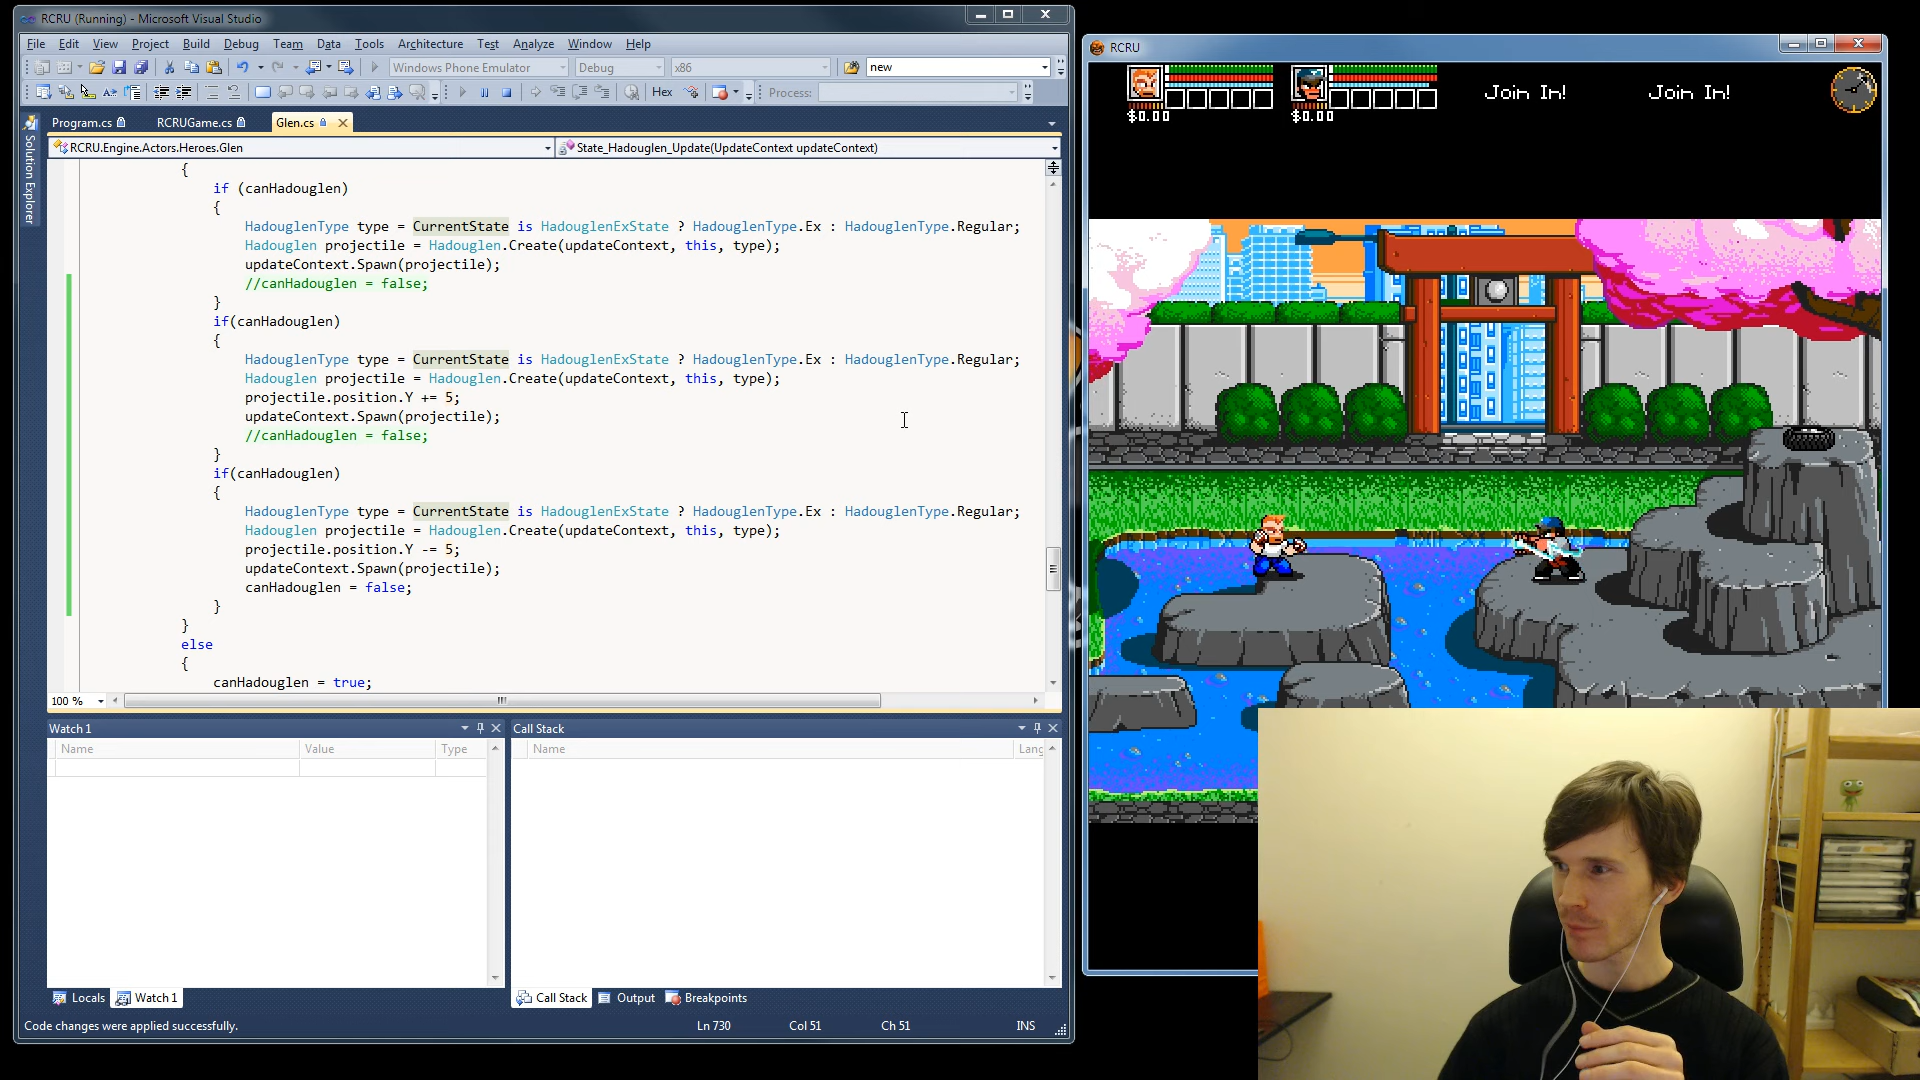 RCRU (Running) - Microsoft Visual Studio
File Edit View Project Build Debug Team Data Tools Architecture Test Analyze Window Help
Windows Phone Emulator Debug x86 new
Hex Process:
Program.cs RCRUGame.cs Glen.cs
RCRU.Engine.Actors.Heroes.Glen State_Hadouglen_Update(UpdateContext updateContext)
Solution Explorer
{
if (canHadouglen)
{
HadouglenType type = CurrentState is HadouglenExState ? HadouglenType.Ex : HadouglenType.Regular;
Hadouglen projectile = Hadouglen.Create(updateContext, this, type);
updateContext.Spawn(projectile);
//canHadouglen = false;
}
if(canHadouglen)
{
HadouglenType type = CurrentState is HadouglenExState ? HadouglenType.Ex : HadouglenType.Regular;
Hadouglen projectile = Hadouglen.Create(updateContext, this, type);
projectile.position.Y += 5;
updateContext.Spawn(projectile);
//canHadouglen = false;
}
if(canHadouglen)
{
HadouglenType type = CurrentState is HadouglenExState ? HadouglenType.Ex : HadouglenType.Regular;
Hadouglen projectile = Hadouglen.Create(updateContext, this, type);
projectile.position.Y -= 5;
updateContext.Spawn(projectile);
canHadouglen = false;
}
}
else
{
canHadouglen = true;
100 %
Watch 1
Name Value Type
Call Stack
Name Lang
Locals Watch 1
Call Stack Output Breakpoints
Code changes were applied successfully. Ln 730 Col 51 Ch 51 INS
RCRU
Join In! Join In!
$0.00 $0.00